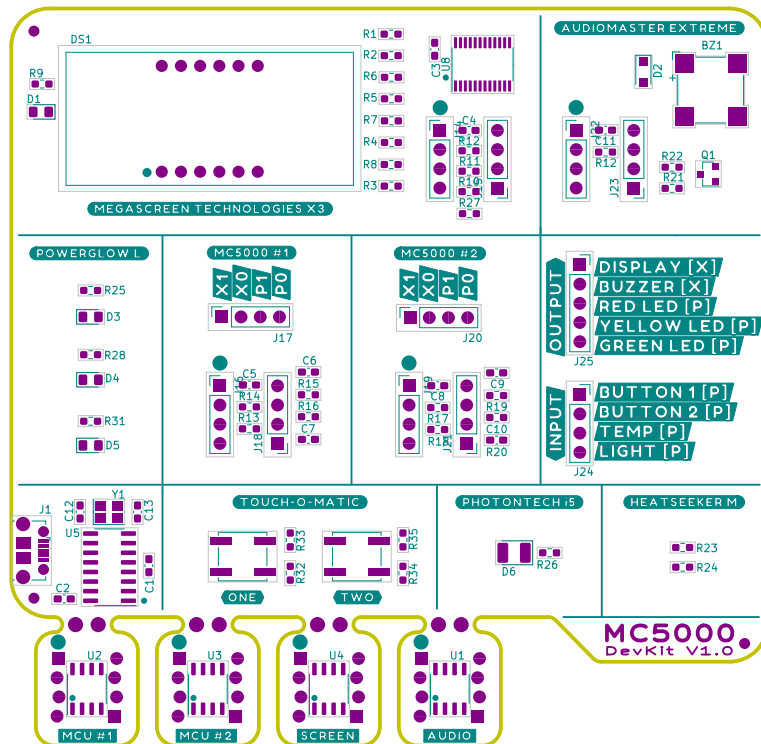 DS1
R9
D1
R1
R2
R6
R5
R7
R4
R8
R3
C3
U8
J14
C4
R12
R11
R10
R27
MEGASCREEN TECHNOLOGIES X3
AUDIOMASTER EXTREME
D2
BZ1
+
J22
C11
R12
J23
R22
R21
Q1
POWERGLOW L
R25
D3
R28
D4
R31
D5
MC5000 #1
X1
X0
P1
P0
J17
J16
C5
R14
R13
J18
C6
R15
R16
C7
MC5000 #2
X1
X0
P1
P0
J20
J19
C8
R17
R18
J21
C9
R19
C10
R20
OUTPUT
DISPLAY [X]
BUZZER [X]
RED LED [P]
YELLOW LED [P]
GREEN LED [P]
J25
INPUT
BUTTON 1 [P]
BUTTON 2 [P]
TEMP [P]
LIGHT [P]
J24
J1
C12
Y1
C13
U5
C1
C2
TOUCH-O-MATIC
R33
R32
R35
R34
ONE
TWO
PHOTONTECH i5
D6
R26
HEATSEEKER M
R23
R24
MC5000
DevKit V1.0
U2
MCU #1
U3
MCU #2
U4
SCREEN
U1
AUDIO